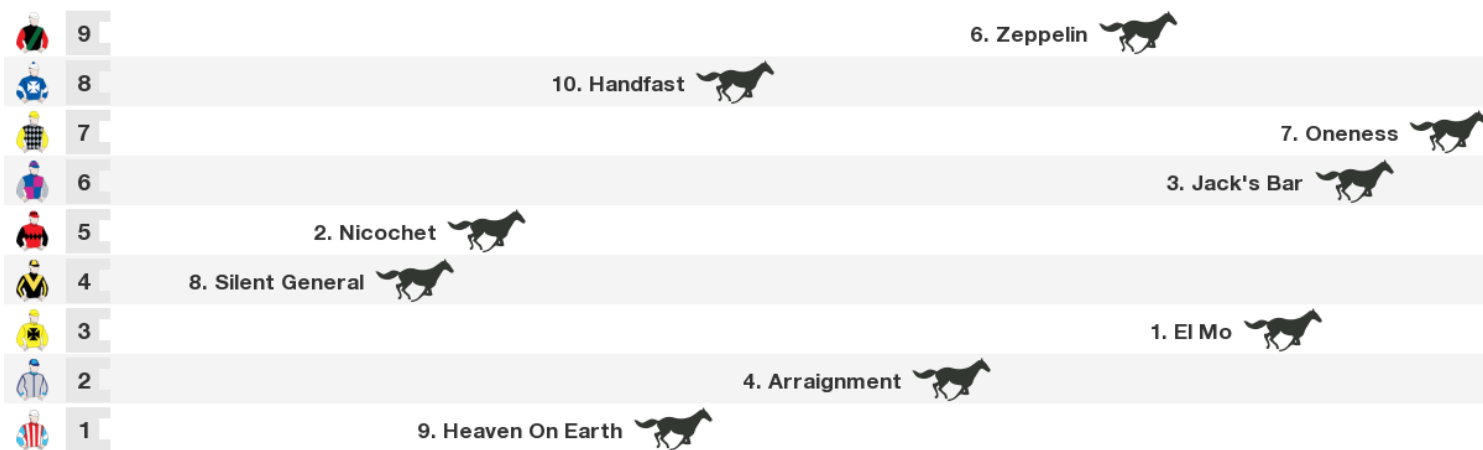 9 6. Zeppelin
8 10. Handfast
7 7. Oneness
6 3. Jack's Bar
5 2. Nicochet
4 8. Silent General
3 1. El Mo
2 4. Arraignment
1 9. Heaven On Earth